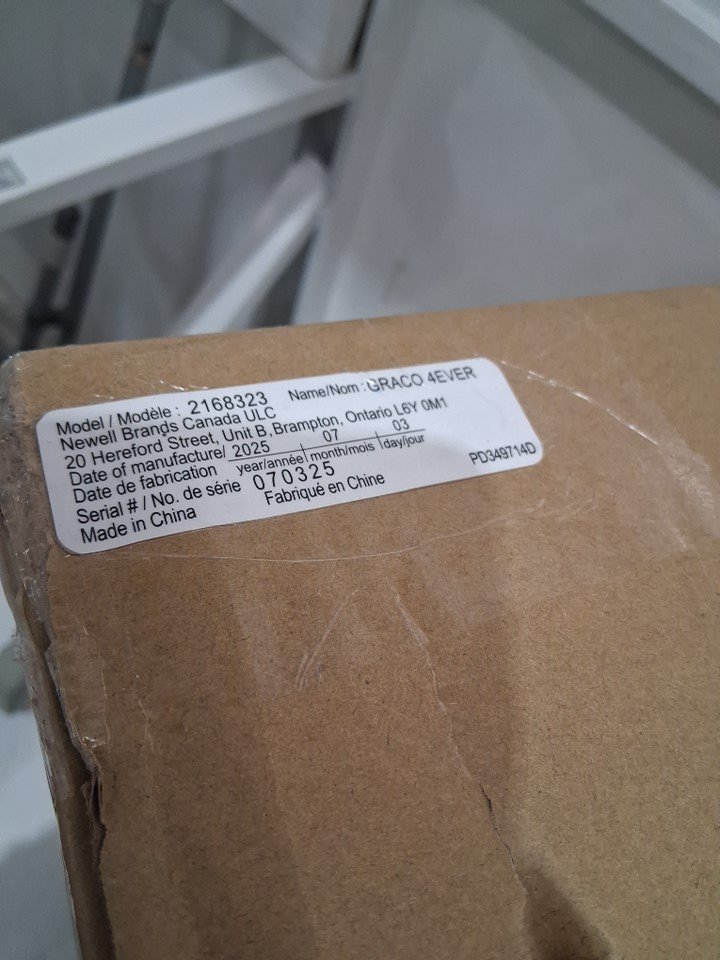 Model / Modèle : 2168323 Name/Nom : GRACO 4EVER
Newell Brands Canada ULC
20 Hereford Street, Unit B, Brampton, Ontario L6Y 0M1
Date of manufacture/ 2025 07 03
Date de fabrication year/année month/mois day/jour
Serial # / No. de série 070325 PD349714D
Made in China Fabriqué en Chine